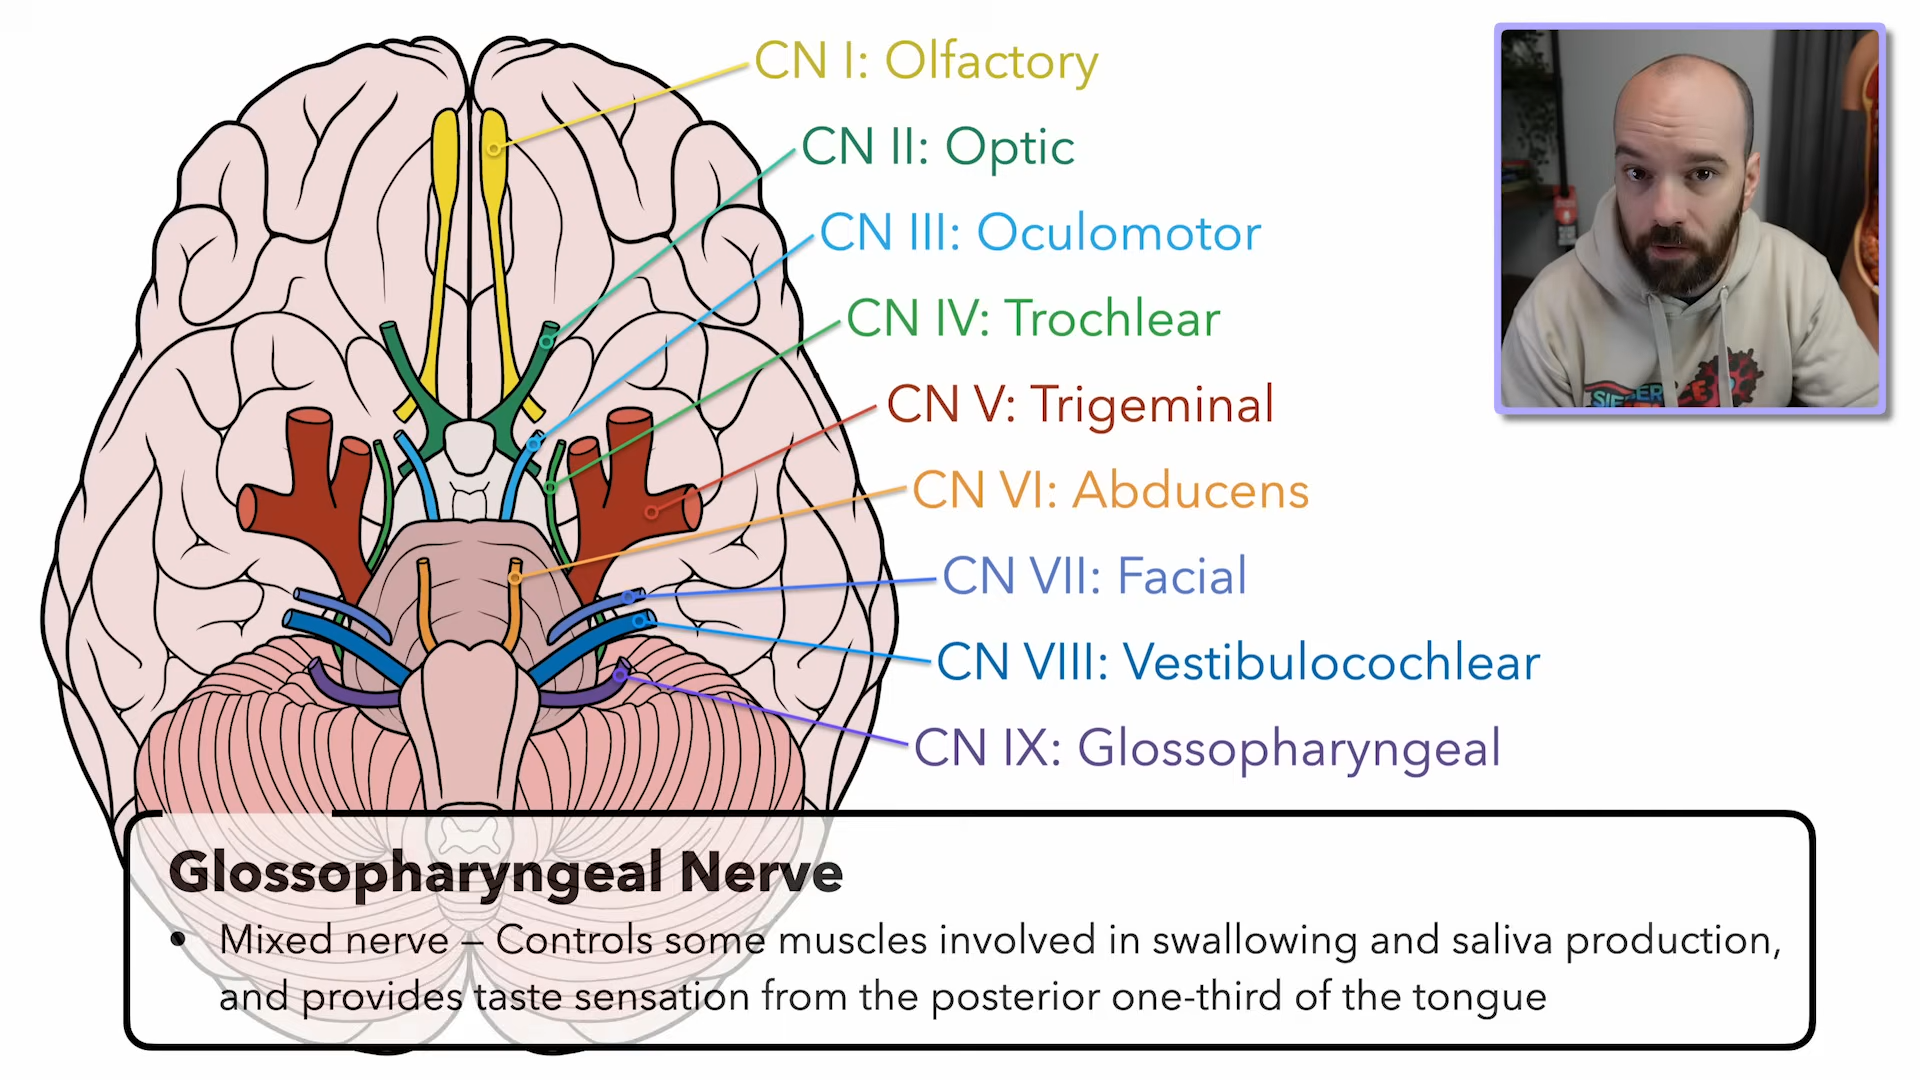 CN I: Olfactory
CN II: Optic
CN III: Oculomotor
CN IV: Trochlear
CN V: Trigeminal
CN VI: Abducens
CN VII: Facial
CN VIII: Vestibulocochlear
CN IX: Glossopharyngeal
Glossopharyngeal Nerve
• Mixed nerve – Controls some muscles involved in swallowing and saliva production,
and provides taste sensation from the posterior one-third of the tongue